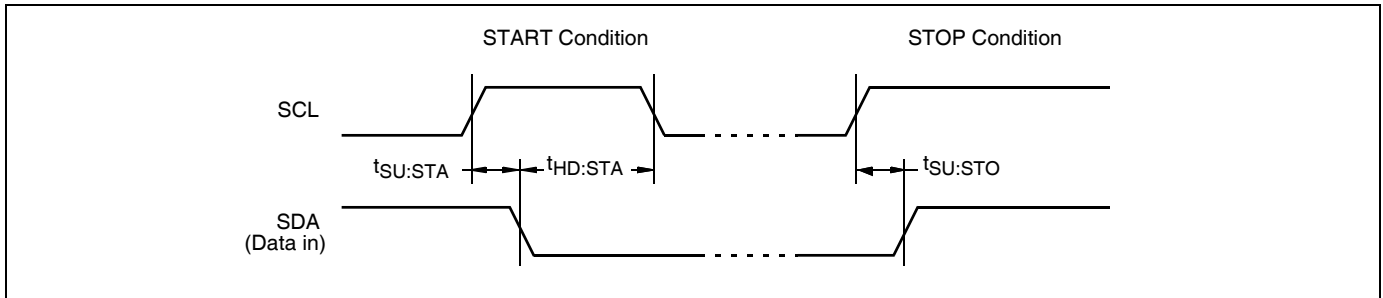 START Condition
STOP Condition
SCL
tSU:STA
tHD:STA
tSU:STO
SDA
(Data in)